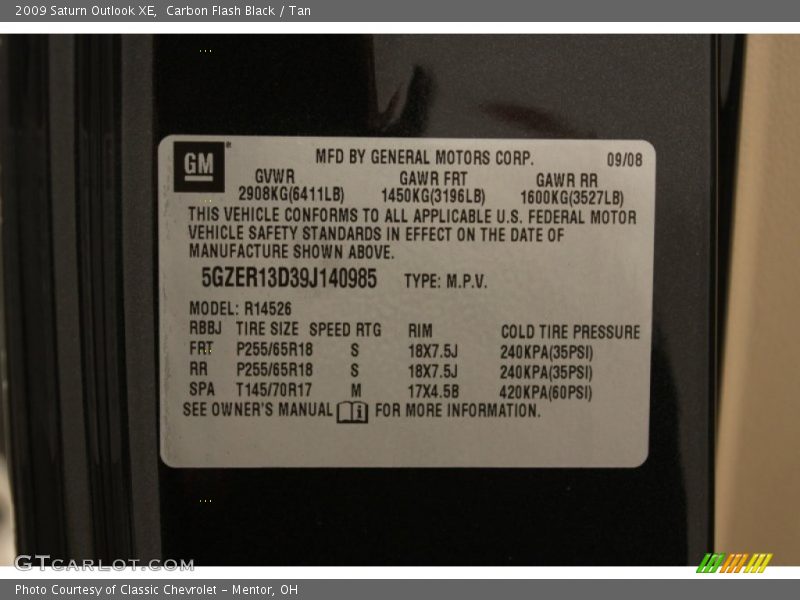 2009 Saturn Outlook XE,  Carbon Flash Black / Tan
GM
MFD BY GENERAL MOTORS CORP. 09/08
GVWR GAWR FRT GAWR RR
2908KG(6411LB) 1450KG(3196LB) 1600KG(3527LB)
THIS VEHICLE CONFORMS TO ALL APPLICABLE U.S. FEDERAL MOTOR
VEHICLE SAFETY STANDARDS IN EFFECT ON THE DATE OF
MANUFACTURE SHOWN ABOVE.
5GZER13D39J140985 TYPE: M.P.V.
MODEL: R14526
RBBJ TIRE SIZE SPEED RTG RIM COLD TIRE PRESSURE
FRT P255/65R18 S 18X7.5J 240KPA(35PSI)
RR P255/65R18 S 18X7.5J 240KPA(35PSI)
SPA T145/70R17 M 17X4.5B 420KPA(60PSI)
SEE OWNER'S MANUAL i FOR MORE INFORMATION.
GTCARLOT.COM
Photo Courtesy of Classic Chevrolet - Mentor, OH